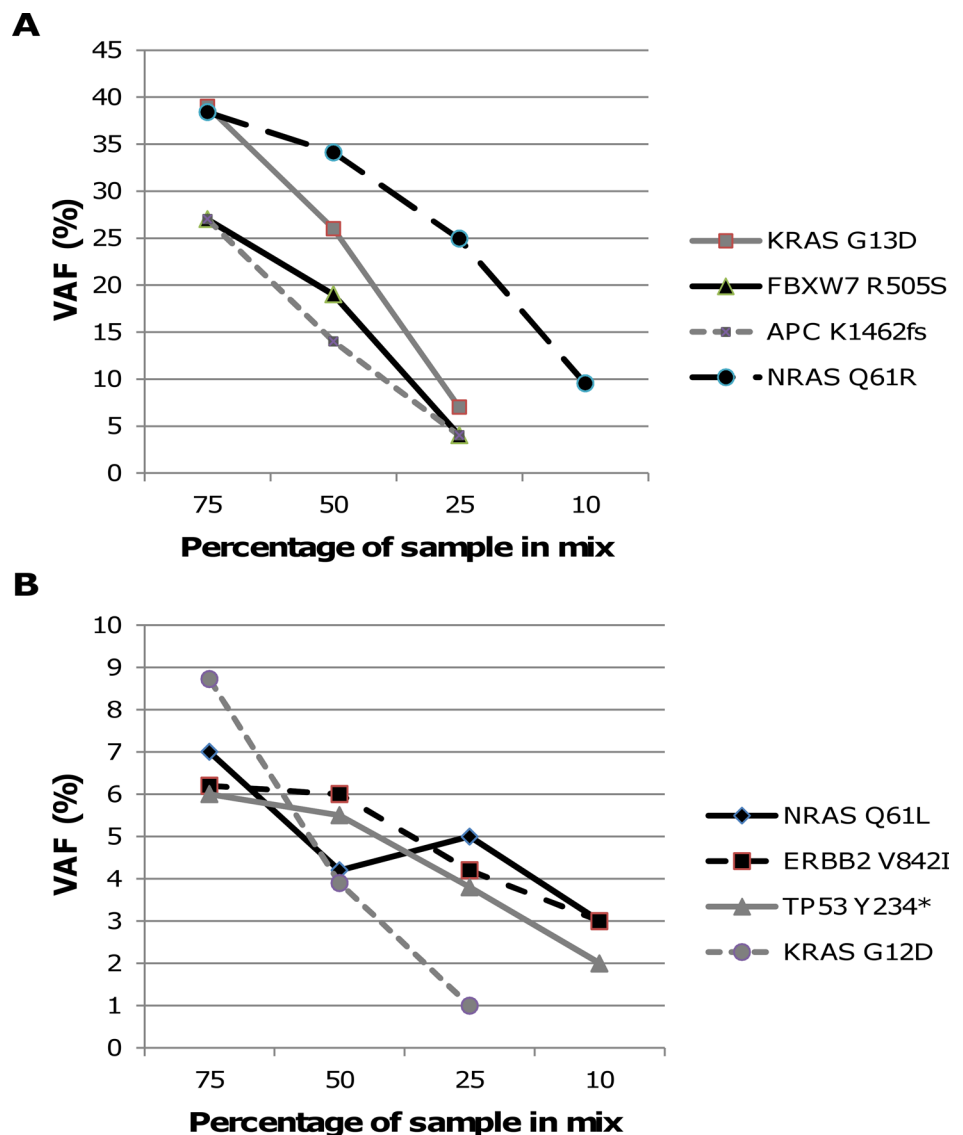 A
45
40
35
30
25
20
15
10
5
0
VAF (%)
75 50 25 10
Percentage of sample in mix
KRAS G13D
FBXW7 R505S
APC K1462fs
NRAS Q61R
B
10
9
8
7
6
5
4
3
2
1
0
VAF (%)
75 50 25 10
Percentage of sample in mix
NRAS Q61L
ERBB2 V842I
TP53 Y234*
KRAS G12D